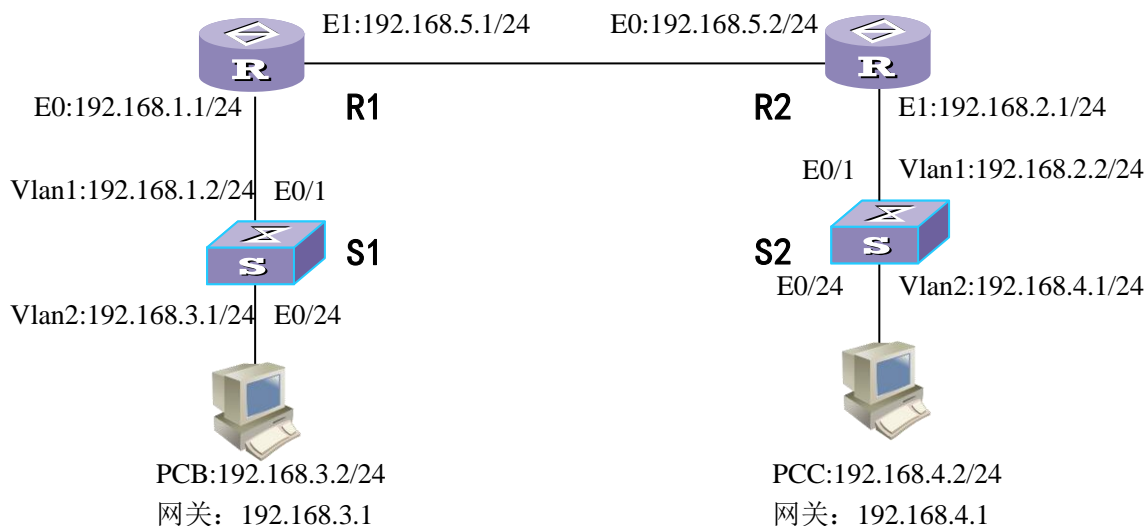 E1:192.168.5.1/24
E0:192.168.5.2/24
R
R
E0:192.168.1.1/24
R1
R2
E1:192.168.2.1/24
Vlan1:192.168.1.2/24
E0/1
E0/1
Vlan1:192.168.2.2/24
S
S1
S2
S
Vlan2:192.168.3.1/24
E0/24
E0/24
Vlan2:192.168.4.1/24
PCB:192.168.3.2/24
网关：192.168.3.1
PCC:192.168.4.2/24
网关：192.168.4.1